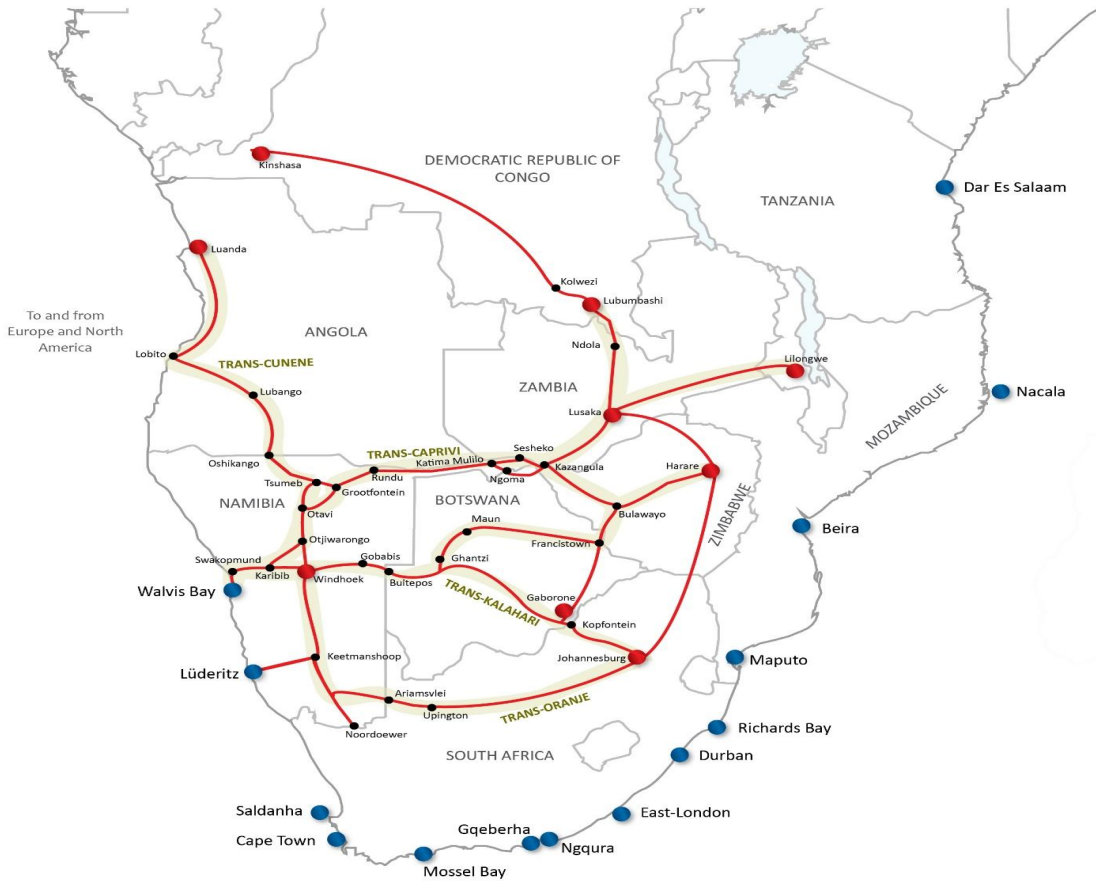 Kinshasa
DEMOCRATIC REPUBLIC OF
CONGO
TANZANIA
Dar Es Salaam
Luanda
Kolwezi
Lubumbashi
To and from
Europe and North
America
ANGOLA
Ndola
Lobito
TRANS-CUNENE
Lilongwe
ZAMBIA
Lubango
Nacala
Lusaka
MOZAMBIQUE
Oshikango
TRANS-CAPRIVI
Sesheko
Katima Mulilo
Kazangula
Harare
Rundu
Ngoma
Tsumeb
Grootfontein
NAMIBIA
BOTSWANA
Otavi
Bulawayo
ZIMBABWE
Maun
Beira
Otjiwarongo
Francistown
Swakopmund
Gobabis
Ghantzi
Karibib
Windhoek
Buitepos
Walvis Bay
TRANS-KALAHARI
Gaborone
Kopfontein
Keetmanshoop
Johannesburg
Maputo
Lüderitz
Ariamsvlei
Upington
TRANS-ORANJE
Noordoewer
Richards Bay
SOUTH AFRICA
Durban
Saldanha
East-London
Cape Town
Gqeberha
Ngqura
Mossel Bay